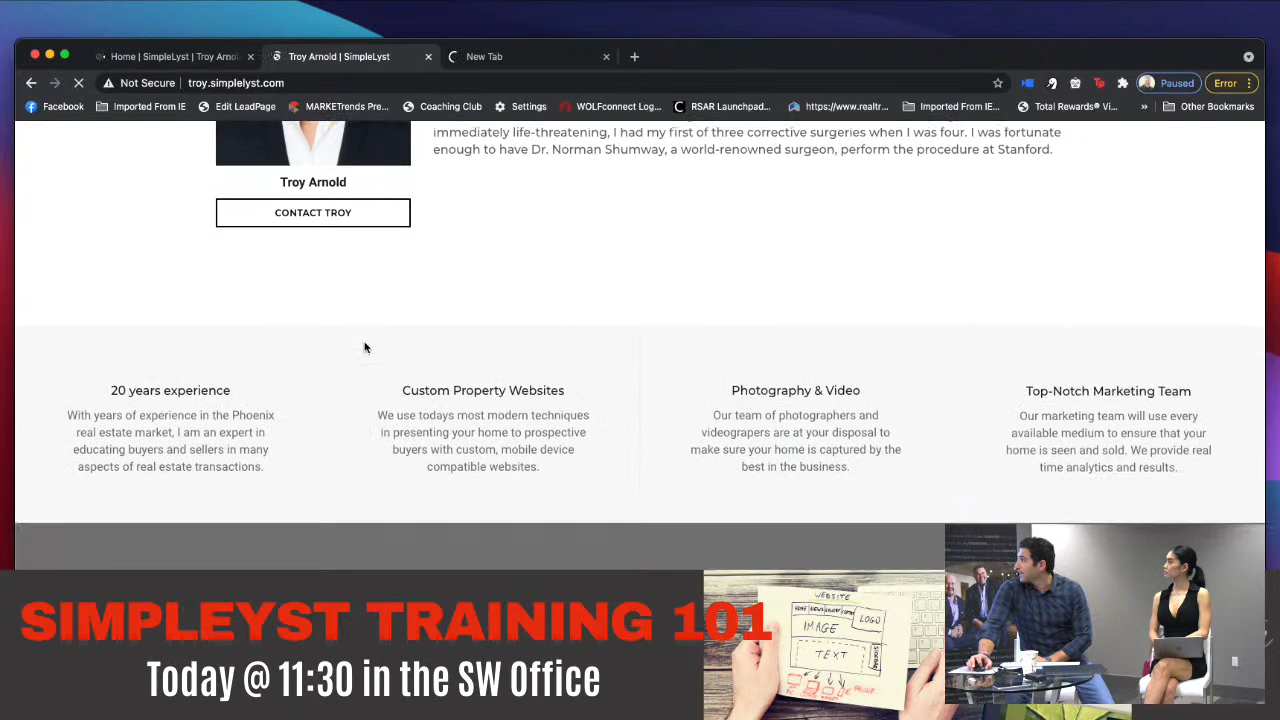 Home | SimpleLyst | Troy Arnol
Troy Arnold | SimpleLyst
New Tab
Not Secure
troy.simplelyst.com
Paused
Error
Facebook
Imported From IE
Edit LeadPage
MARKETrends Pre...
Coaching Club
Settings
WOLFconnect Log...
RSAR Launchpad...
https://www.realtr...
Imported From IE...
Total Rewards® Vi...
»
Other Bookmarks
immediately life-threatening, I had my first of three corrective surgeries when I was four. I was fortunate
enough to have Dr. Norman Shumway, a world-renowned surgeon, perform the procedure at Stanford.
Troy Arnold
CONTACT TROY
20 years experience
With years of experience in the Phoenix
real estate market, I am an expert in
educating buyers and sellers in many
aspects of real estate transactions.
Custom Property Websites
We use todays most modern techniques
in presenting your home to prospective
buyers with custom, mobile device
compatible websites.
Photography & Video
Our team of photographers and
videograpers are at your disposal to
make sure your home is captured by the
best in the business.
Top-Notch Marketing Team
Our marketing team will use every
available medium to ensure that your
home is seen and sold. We provide real
time analytics and results.
SIMPLEYST TRAINING 101
Today @ 11:30 in the SW Office
WEBSITE
HOME
LOGO
IMAGE
TEXT